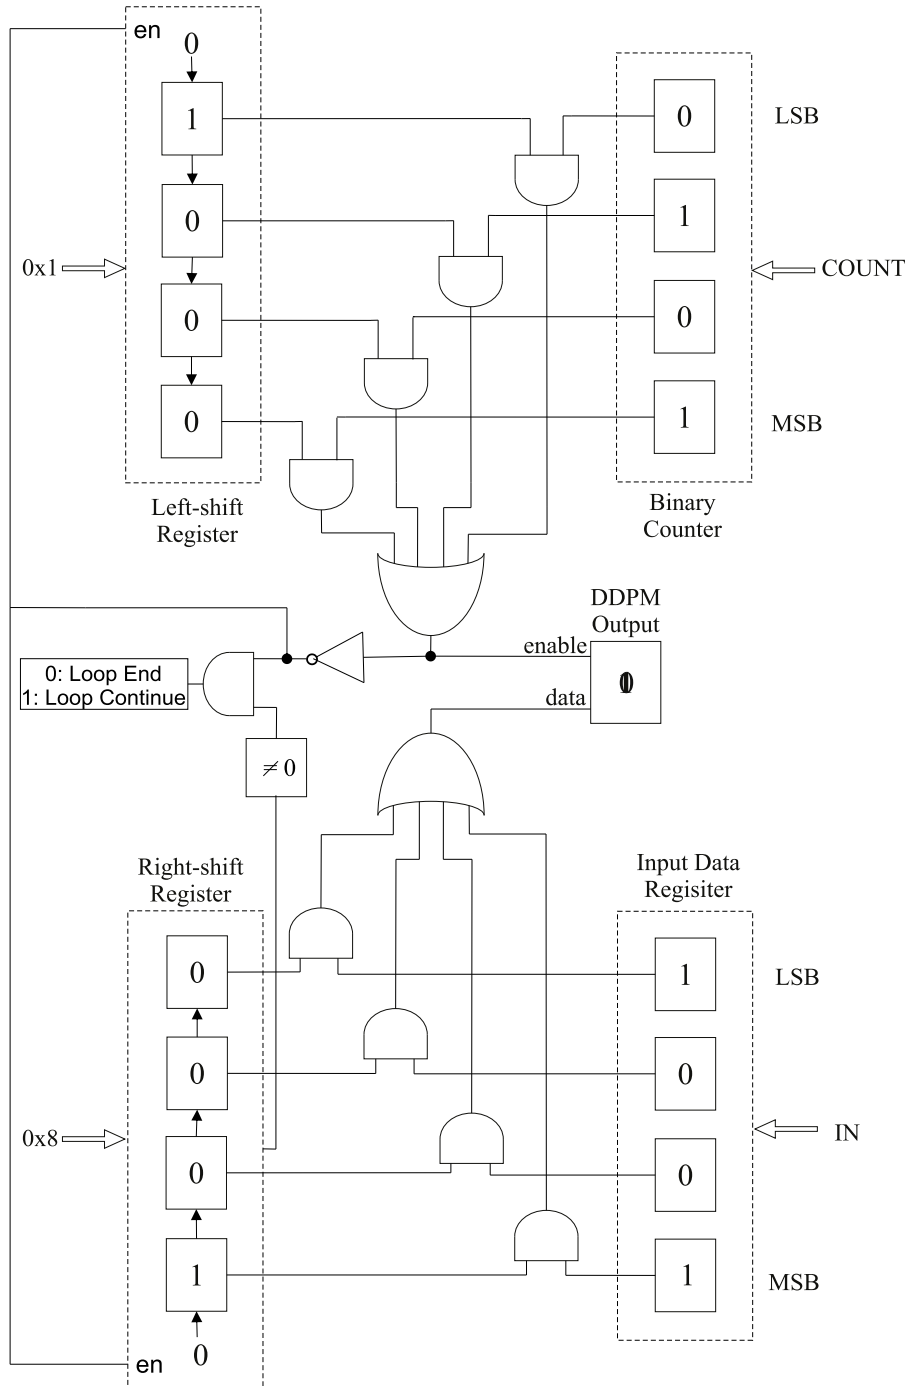 en
0
1
0
LSB
0
1
0x1
COUNT
0
0
0
1
MSB
Left-shift
Register
Binary
Counter
DDPM
Output
enable
0: Loop End
1: Loop Continue
data
≠ 0
Right-shift
Register
Input Data
Regisiter
0
1
LSB
0
0
0x8
IN
0
0
1
1
MSB
en
0